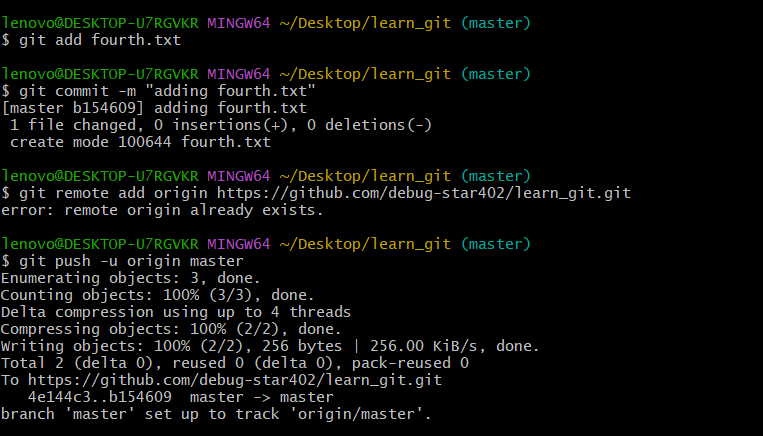 lenovo@DESKTOP-U7RGVKR MINGW64 ~/Desktop/learn_git (master)
$ git add fourth.txt
lenovo@DESKTOP-U7RGVKR MINGW64 ~/Desktop/learn_git (master)
$ git commit -m "adding fourth.txt"
[master b154609] adding fourth.txt
 1 file changed, 0 insertions(+), 0 deletions(-)
 create mode 100644 fourth.txt
lenovo@DESKTOP-U7RGVKR MINGW64 ~/Desktop/learn_git (master)
$ git remote add origin https://github.com/debug-star402/learn_git.git
error: remote origin already exists.
lenovo@DESKTOP-U7RGVKR MINGW64 ~/Desktop/learn_git (master)
$ git push -u origin master
Enumerating objects: 3, done.
Counting objects: 100% (3/3), done.
Delta compression using up to 4 threads
Compressing objects: 100% (2/2), done.
Writing objects: 100% (2/2), 256 bytes | 256.00 KiB/s, done.
Total 2 (delta 0), reused 0 (delta 0), pack-reused 0
To https://github.com/debug-star402/learn_git.git
   4e144c3..b154609  master -> master
branch 'master' set up to track 'origin/master'.